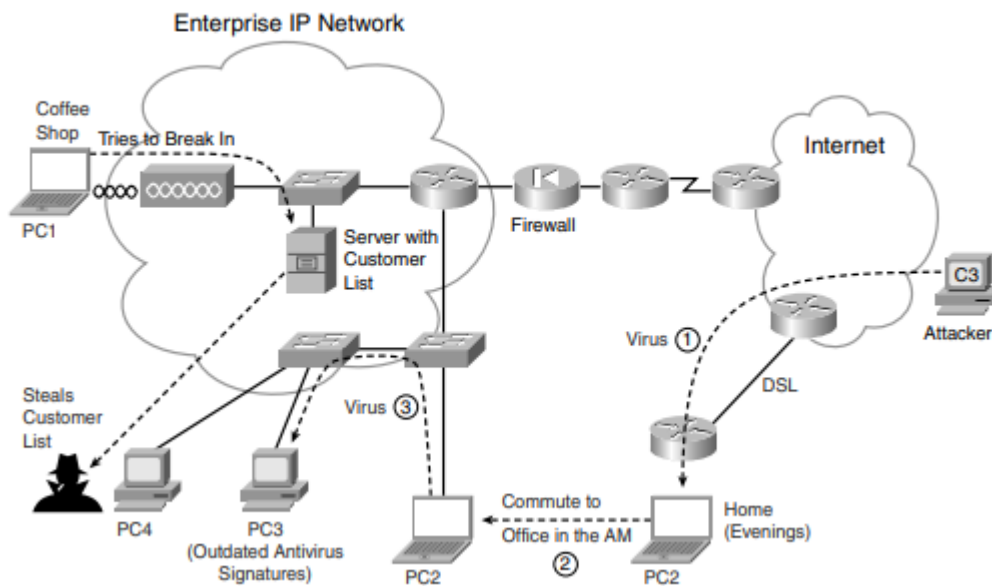 Enterprise IP Network
Coffee
Shop
Tries to Break In
PC1
Server with
Customer
List
Firewall
Internet
C3
Attacker
Virus ①
DSL
Steals
Customer
List
Virus ③
PC4
PC3
(Outdated Antivirus
Signatures)
PC2
Commute to
Office in the AM
②
Home
(Evenings)
PC2